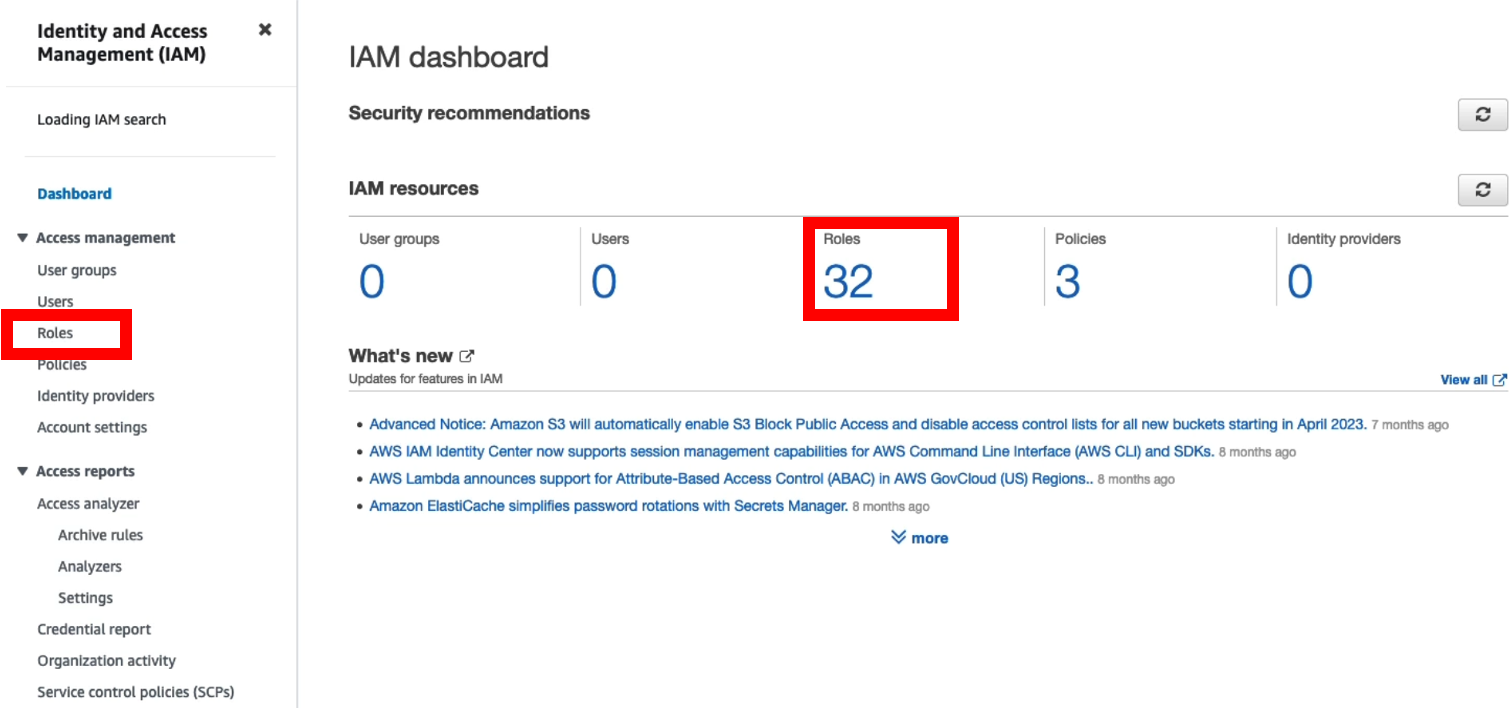 Identity and Access
Management (IAM)
Loading IAM search
Dashboard
Access management
User groups
Users
Roles
Policies
Identity providers
Account settings
Access reports
Access analyzer
Archive rules
Analyzers
Settings
Credential report
Organization activity
Service control policies (SCPs)
IAM dashboard
Security recommendations
IAM resources
User groups
0
Users
0
Roles
32
Policies
3
Identity providers
0
What's new
Updates for features in IAM
View all
Advanced Notice: Amazon S3 will automatically enable S3 Block Public Access and disable access control lists for all new buckets starting in April 2023. 7 months ago
AWS IAM Identity Center now supports session management capabilities for AWS Command Line Interface (AWS CLI) and SDKs. 8 months ago
AWS Lambda announces support for Attribute-Based Access Control (ABAC) in AWS GovCloud (US) Regions.. 8 months ago
Amazon ElastiCache simplifies password rotations with Secrets Manager. 8 months ago
more